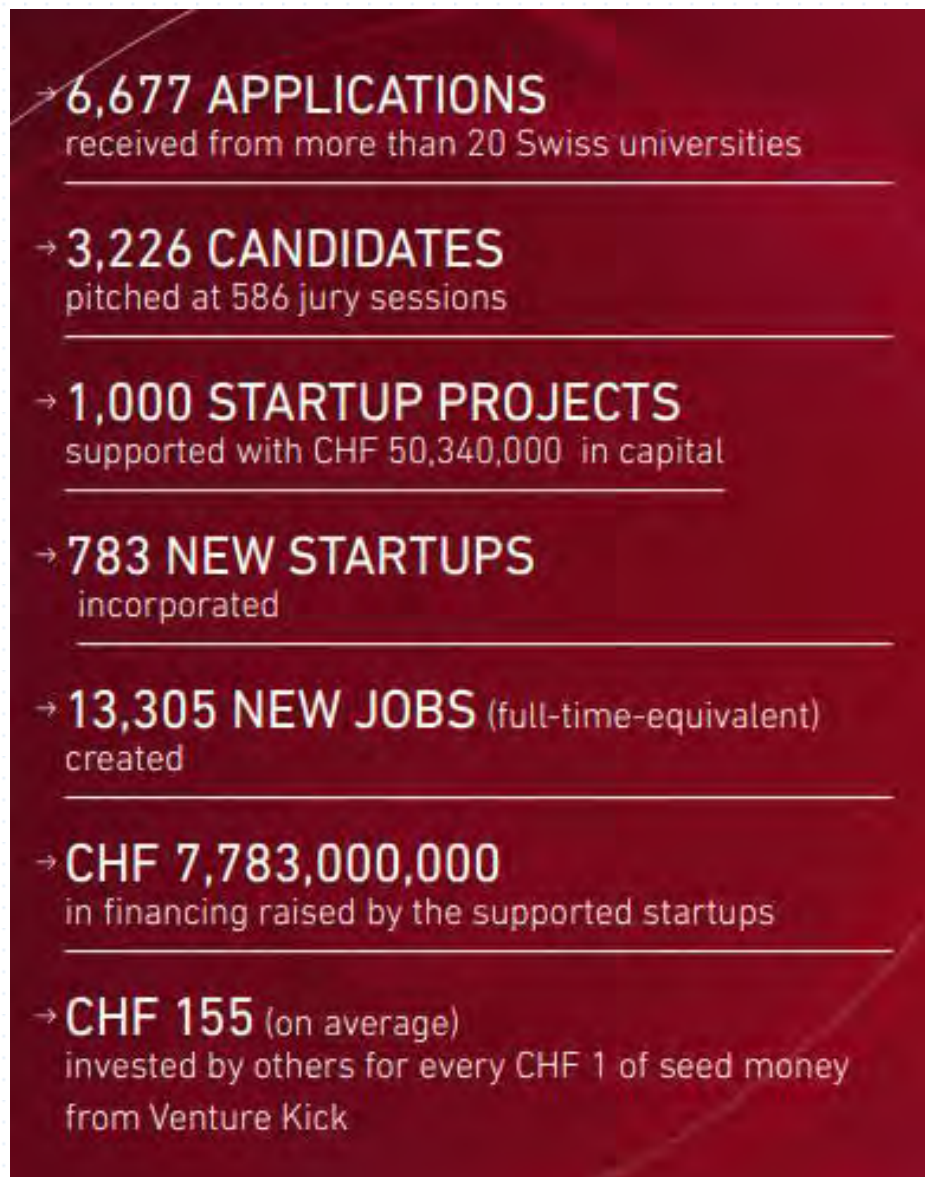 → 6,677 APPLICATIONS
received from more than 20 Swiss universities
→ 3,226 CANDIDATES
pitched at 586 jury sessions
→ 1,000 STARTUP PROJECTS
supported with CHF 50,340,000 in capital
→ 783 NEW STARTUPS
incorporated
→ 13,305 NEW JOBS (full-time-equivalent)
created
→ CHF 7,783,000,000
in financing raised by the supported startups
→ CHF 155 (on average)
invested by others for every CHF 1 of seed money
from Venture Kick